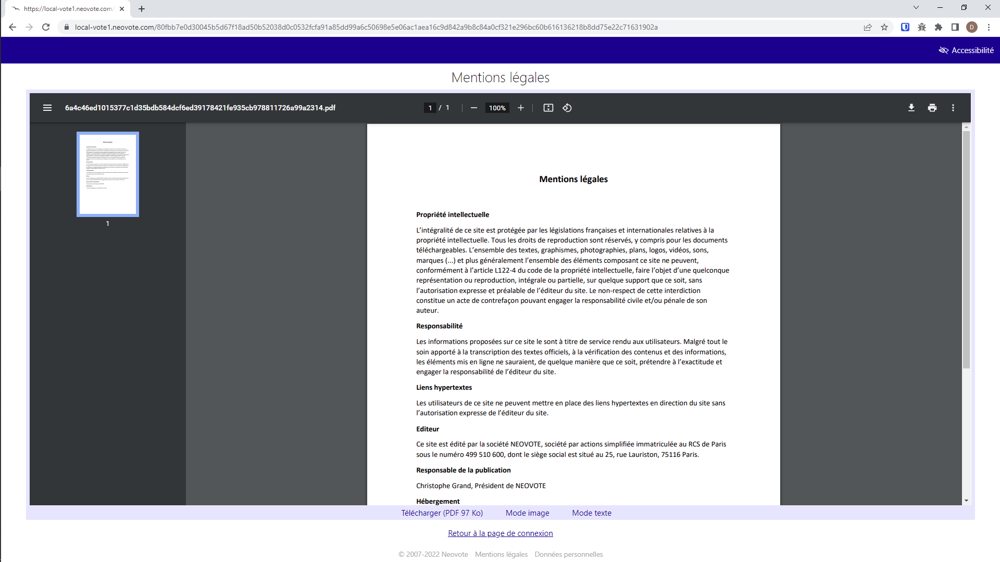 https://local-vote1.neovote.com/
local-vote1.neovote.com/80fbb7e0d30045b5d67f18ad50b52038d0c0532fcfa91a85dd99a6c50698e5e06ac1aea16c9d842a9b8c84a0cf321e296bc60b616136218b8dd75e22c71631902a
D
Accessibilité
Mentions légales
6a4c46ed1015377c1d35bdb584dcf6ed39178421fe935cb978811726a99a2314.pdf
1 / 1
100%
1
Mentions légales
Propriété intellectuelle
L’intégralité de ce site est protégée par les législations françaises et internationales relatives à la
propriété intellectuelle. Tous les droits de reproduction sont réservés, y compris pour les documents
téléchargeables. L’ensemble des textes, graphismes, photographies, plans, logos, vidéos, sons,
marques (...) et plus généralement l’ensemble des éléments composant ce site ne peuvent,
conformément à l’article L122-4 du code de la propriété intellectuelle, faire l’objet d’une quelconque
représentation ou reproduction, intégrale ou partielle, sur quelque support que ce soit, sans
l’autorisation expresse et préalable de l’éditeur du site. Le non-respect de cette interdiction
constitue un acte de contrefaçon pouvant engager la responsabilité civile et/ou pénale de son
auteur.
Responsabilité
Les informations proposées sur ce site le sont à titre de service rendu aux utilisateurs. Malgré tout le
soin apporté à la transcription des textes officiels, à la vérification des contenus et des informations,
les éléments mis en ligne ne sauraient, de quelque manière que ce soit, prétendre à l’exactitude et
engager la responsabilité de l’éditeur du site.
Liens hypertextes
Les utilisateurs de ce site ne peuvent mettre en place des liens hypertextes en direction du site sans
l’autorisation expresse de l’éditeur du site.
Editeur
Ce site est édité par la société NEOVOTE, société par actions simplifiée immatriculée au RCS de Paris
sous le numéro 499 510 600, dont le siège social est situé au 25, rue Lauriston, 75116 Paris.
Responsable de la publication
Christophe Grand, Président de NEOVOTE
Hébergement
Télécharger (PDF 97 Ko) Mode image Mode texte
Retour à la page de connexion
© 2007-2022 Neovote Mentions légales Données personnelles